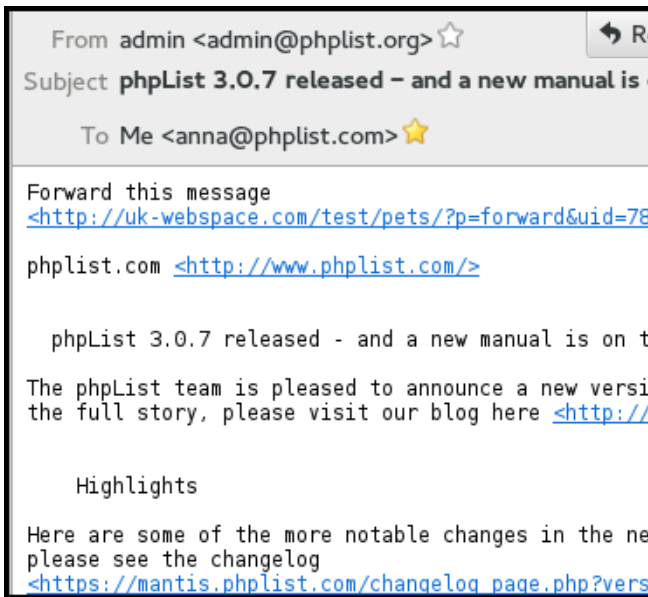 From admin <admin@phplist.org>
Subject phpList 3.0.7 released – and a new manual is
To Me <anna@phplist.com>
Forward this message
<http://uk-webspace.com/test/pets/?p=forward&uid=78
phplist.com <http://www.phplist.com/>
phpList 3.0.7 released - and a new manual is on t
The phpList team is pleased to announce a new versi
the full story, please visit our blog here <http://
Highlights
Here are some of the more notable changes in the ne
please see the changelog
<https://mantis.phplist.com/changelog_page.php?vers